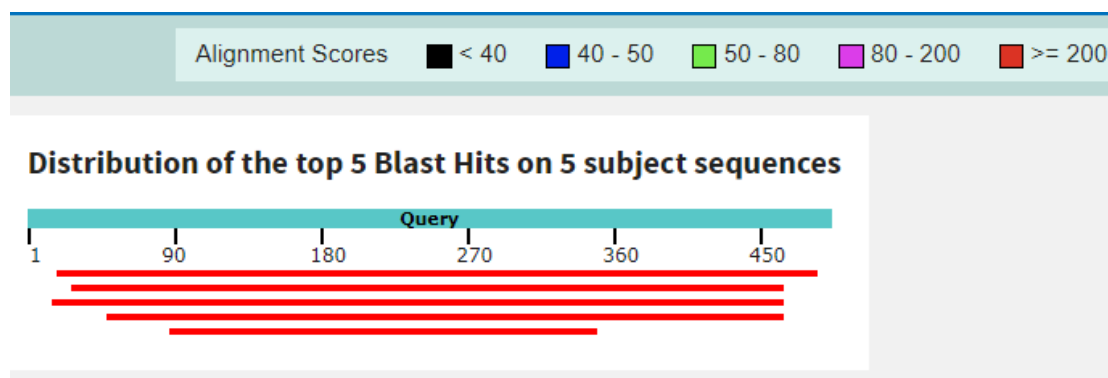 Alignment Scores < 40 40 - 50 50 - 80 80 - 200 >= 200
Distribution of the top 5 Blast Hits on 5 subject sequences
Query
1 90 180 270 360 450